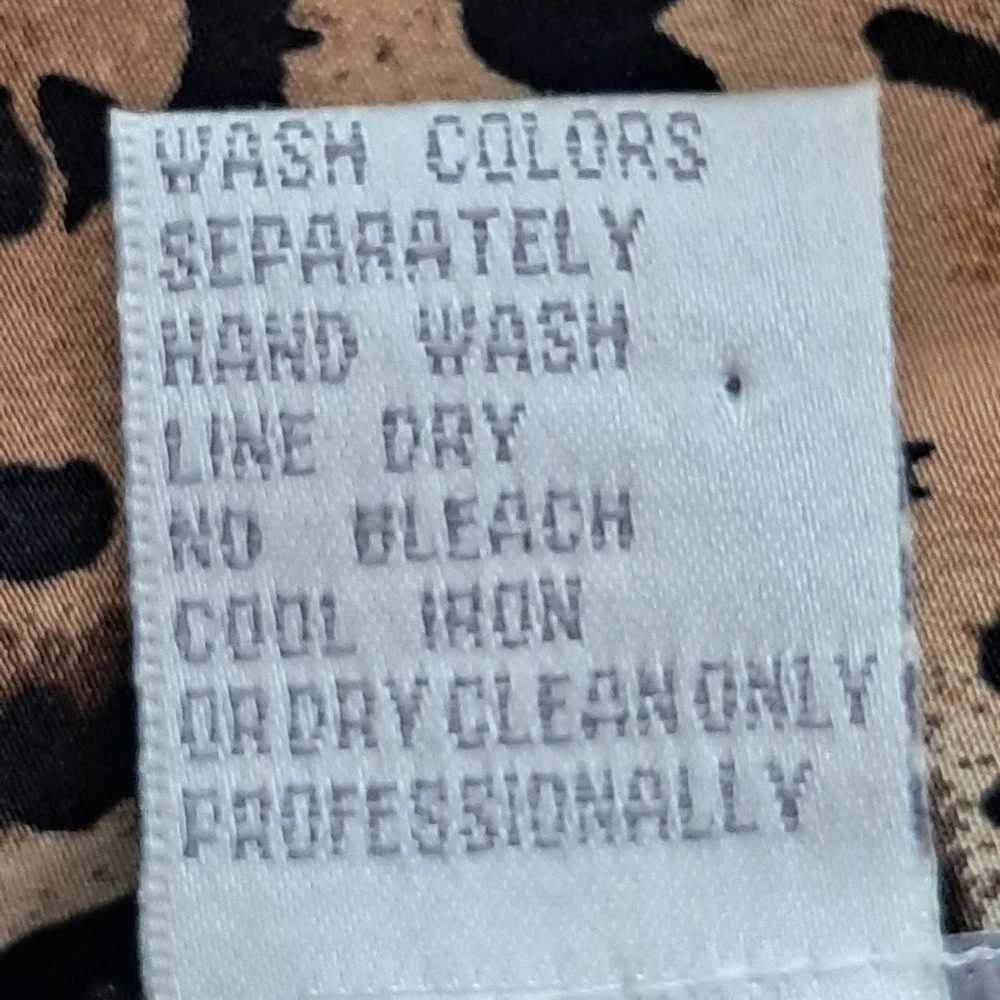 WASH COLORS
SEPARATELY
HAND WASH
LINE DRY
NO BLEACH
COOL IRON
OR DRY CLEAN ONLY
PROFESSIONALLY